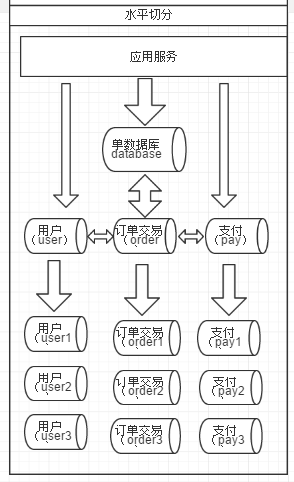 水平切分
应用服务
单数据库
database
用户
（user）
订单交易
（order
支付
（pay）
用户
（user1
订单交易
（order1
支付
（pay1
用户
（user2
订单交易
（order2
支付
（pay2
用户
（user3
订单交易
（order3
支付
（pay3